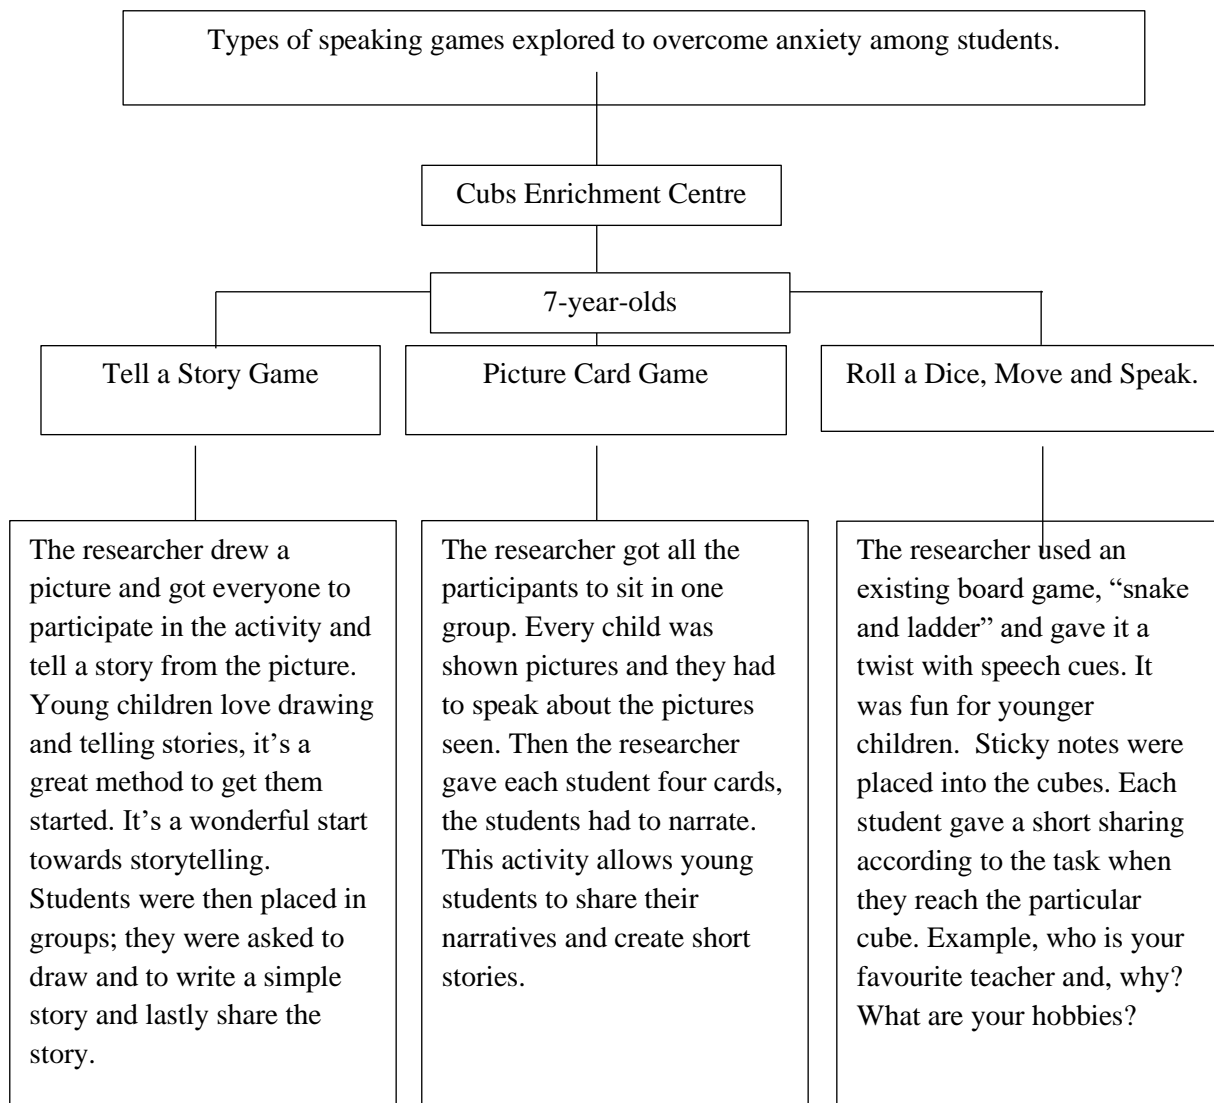 Types of speaking games explored to overcome anxiety among students.
Cubs Enrichment Centre
7-year-olds
Tell a Story Game
Picture Card Game
Roll a Dice, Move and Speak.
The researcher drew a
picture and got everyone to
participate in the activity and
tell a story from the picture.
Young children love drawing
and telling stories, it’s a
great method to get them
started. It’s a wonderful start
towards storytelling.
Students were then placed in
groups; they were asked to
draw and to write a simple
story and lastly share the
story.
The researcher got all the
participants to sit in one
group. Every child was
shown pictures and they had
to speak about the pictures
seen. Then the researcher
gave each student four cards,
the students had to narrate.
This activity allows young
students to share their
narratives and create short
stories.
The researcher used an
existing board game, “snake
and ladder” and gave it a
twist with speech cues. It
was fun for younger
children.  Sticky notes were
placed into the cubes. Each
student gave a short sharing
according to the task when
they reach the particular
cube. Example, who is your
favourite teacher and, why?
What are your hobbies?